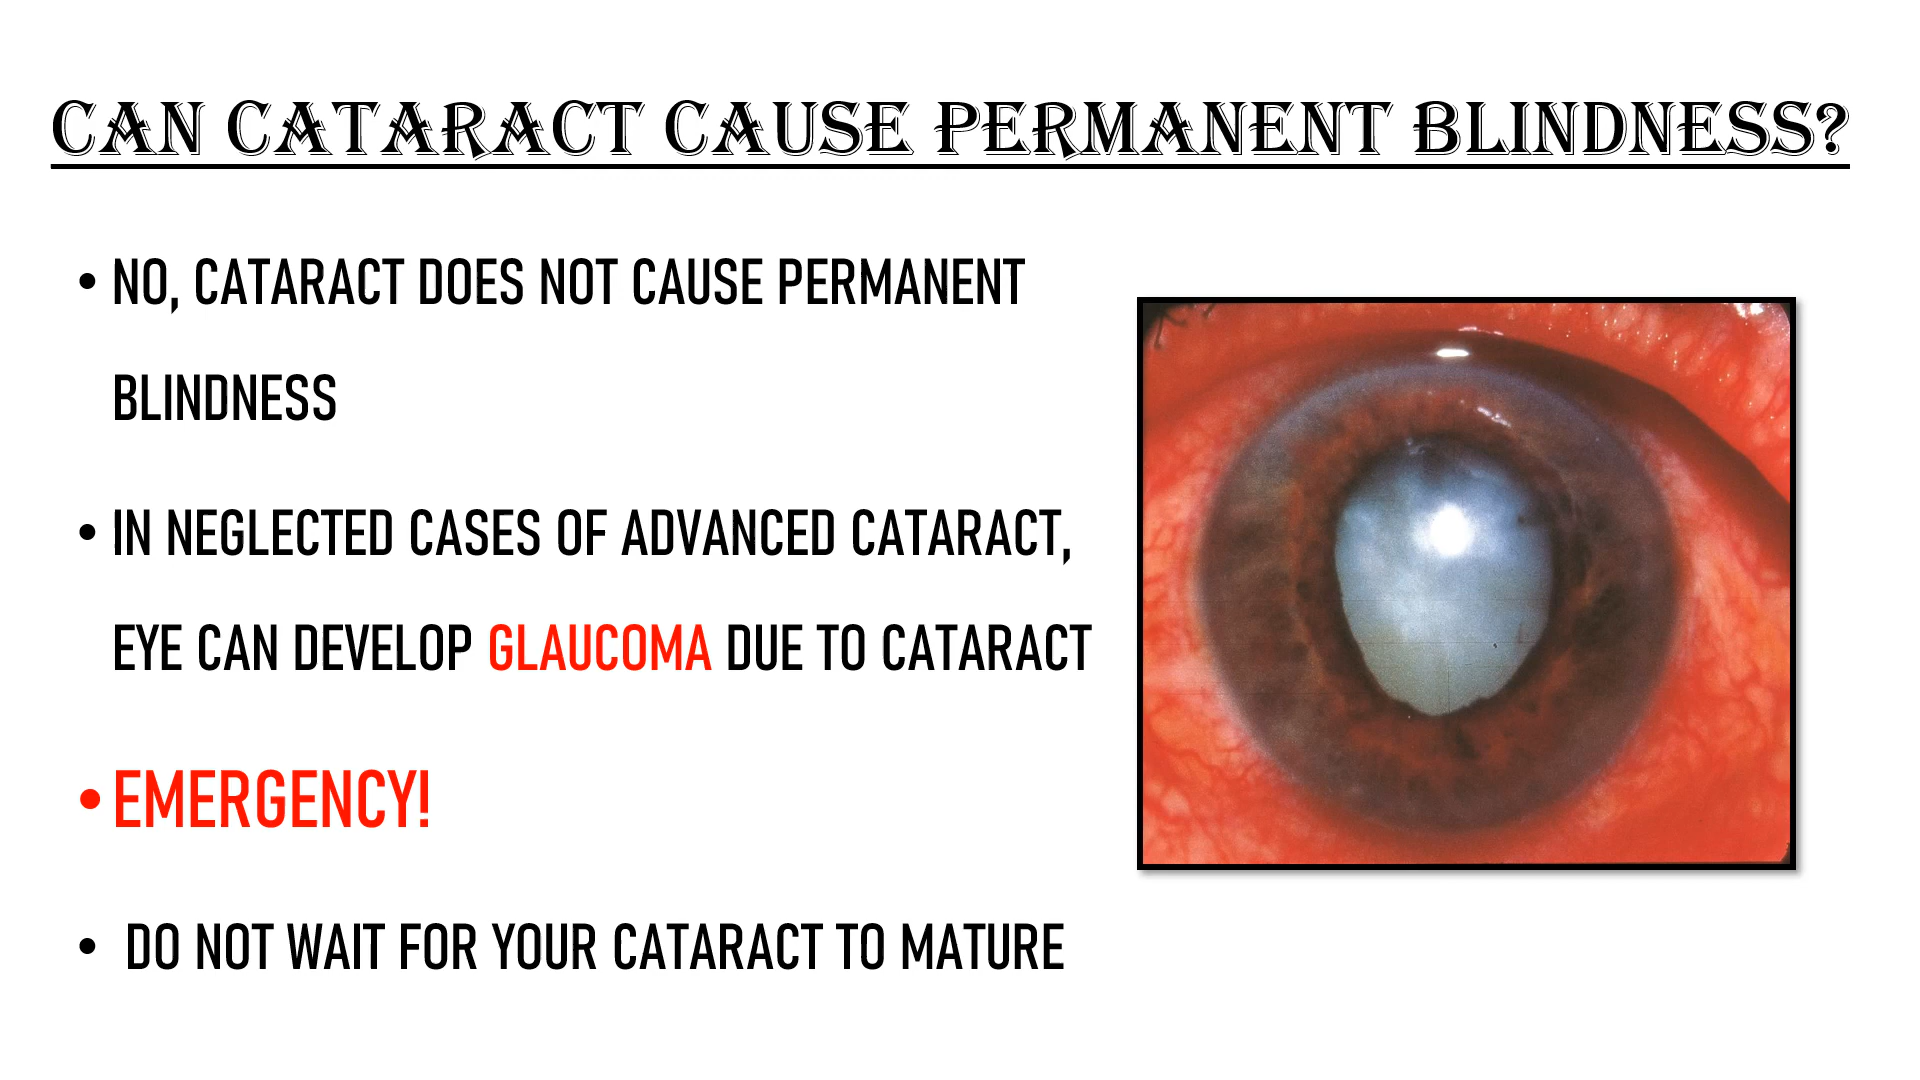 CAN CATARACT CAUSE PERMANENT BLINDNESS?
• NO, CATARACT DOES NOT CAUSE PERMANENT
BLINDNESS
• IN NEGLECTED CASES OF ADVANCED CATARACT,
EYE CAN DEVELOP GLAUCOMA DUE TO CATARACT
• EMERGENCY!
• DO NOT WAIT FOR YOUR CATARACT TO MATURE